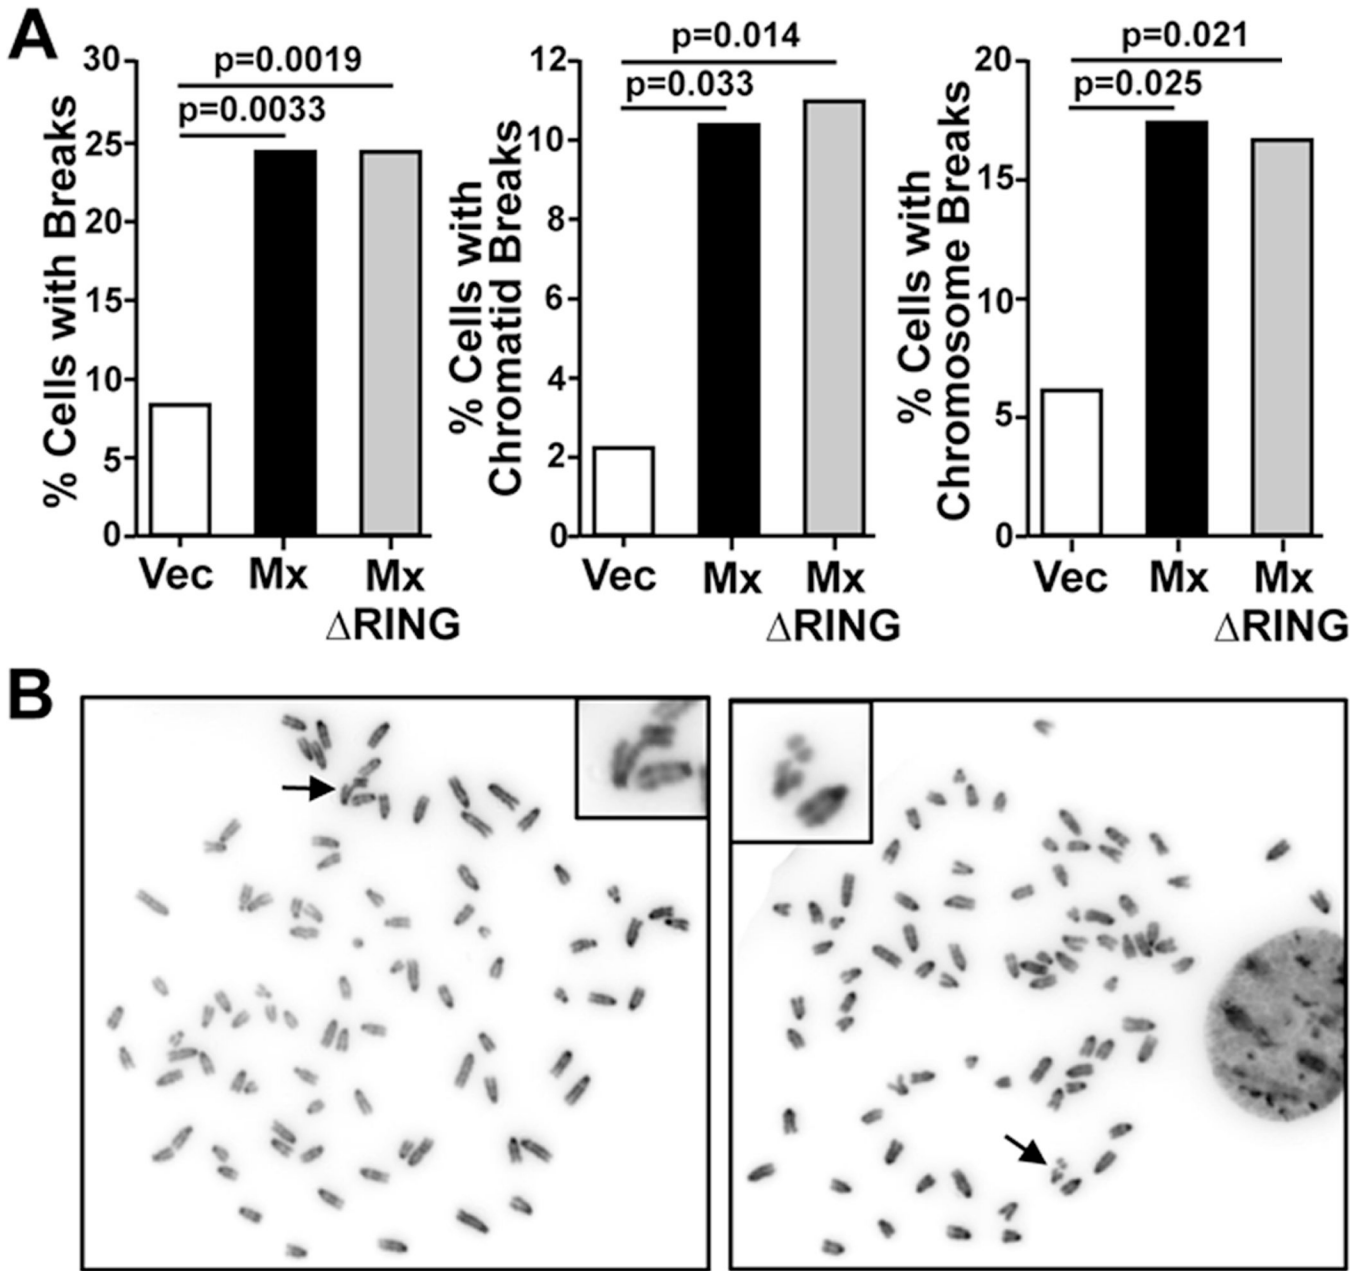 A
% Cells with Breaks
30
25
20
15
10
5
0
p=0.0019
p=0.0033
Vec
Mx
Mx
ΔRING
% Cells with
Chromatid Breaks
12
10
8
6
4
2
0
p=0.014
p=0.033
Vec
Mx
Mx
ΔRING
% Cells with
Chromosome Breaks
20
15
10
5
0
p=0.021
p=0.025
Vec
Mx
Mx
ΔRING
B